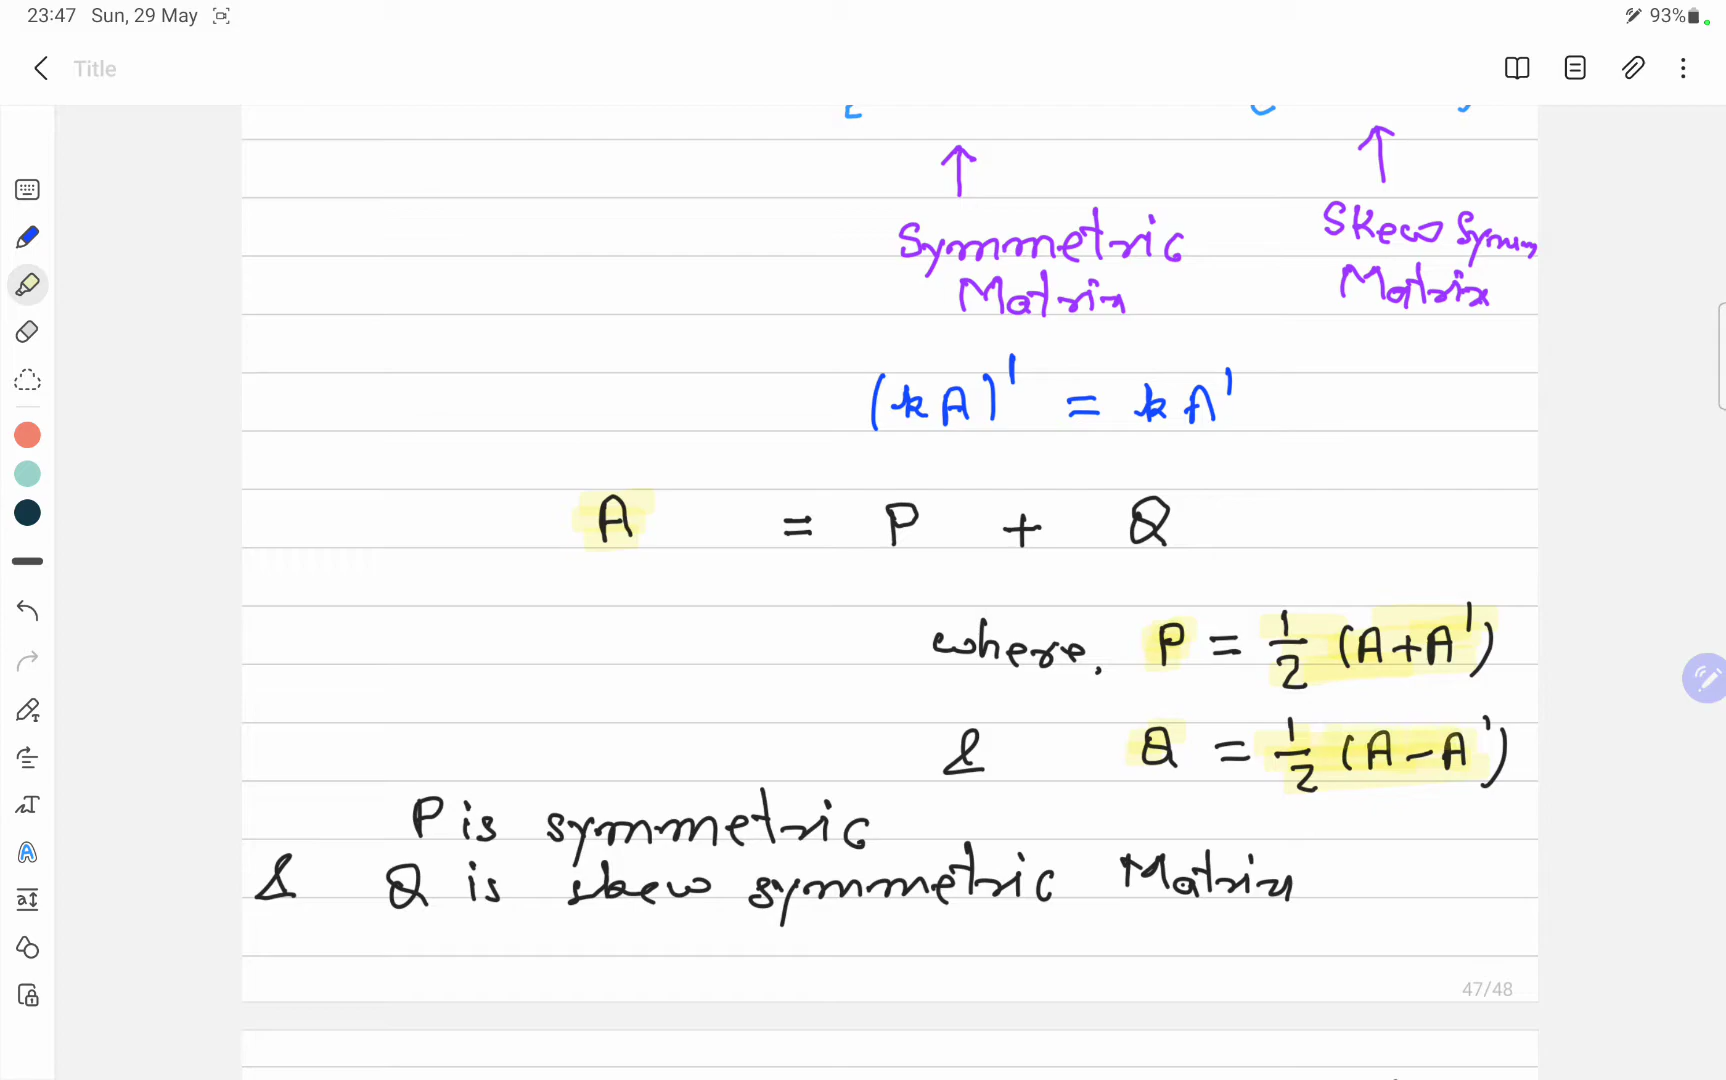 23:47 Sun, 29 May 93%
Title
Symmetric Matrix
Skew Symm Matrix
(kA)' = kA'
A = P + Q
where, P = 1/2 (A+A')
& Q = 1/2 (A-A')
P is symmetric
& Q is skew symmetric Matrix
47/48